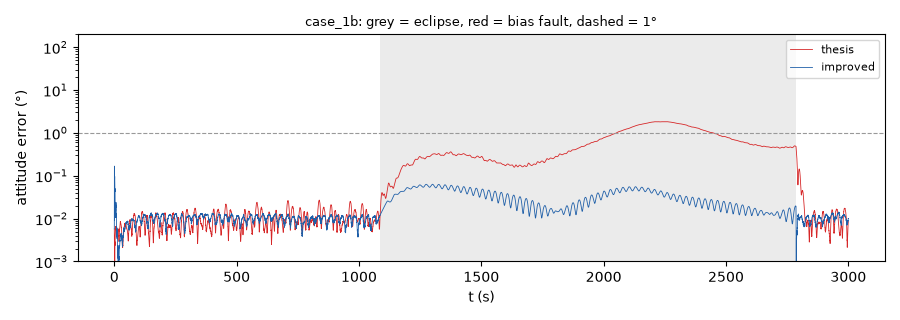 case_1b: grey = eclipse, red = bias fault, dashed = 1°
thesis
improved
10²
10¹
10⁰
10⁻¹
10⁻²
10⁻³
attitude error (°)
0
500
1000
1500
2000
2500
3000
t (s)